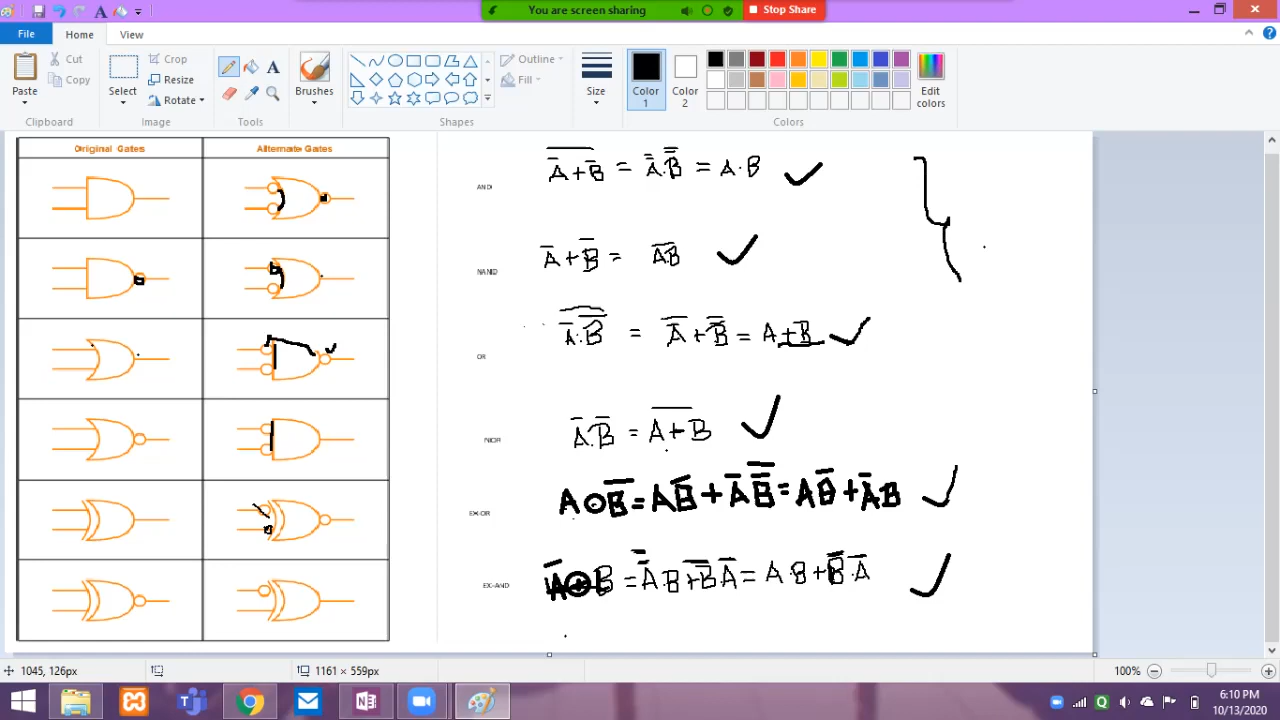 You are screen sharing Stop Share
File Home View
Paste Cut Copy Clipboard
Select Crop Resize Rotate Image
Tools
Brushes
Outline Fill Shapes
Size
Color 1 Color 2 Edit colors Colors
Original Gates Alternate Gates
AND A̅+B̅ = A̿.B̿ = A.B
NAND A̅+B̅ = A.B
OR A̅.B̅ = A̿+B̿ = A+B
NOR A̅.B̅ = A+B
EX-OR A⊙B̅ = AB̅+A̅B̿ = AB̅+A̅B
EX-AND
1045, 126px 1161 × 559px 100%
6:10 PM
10/13/2020